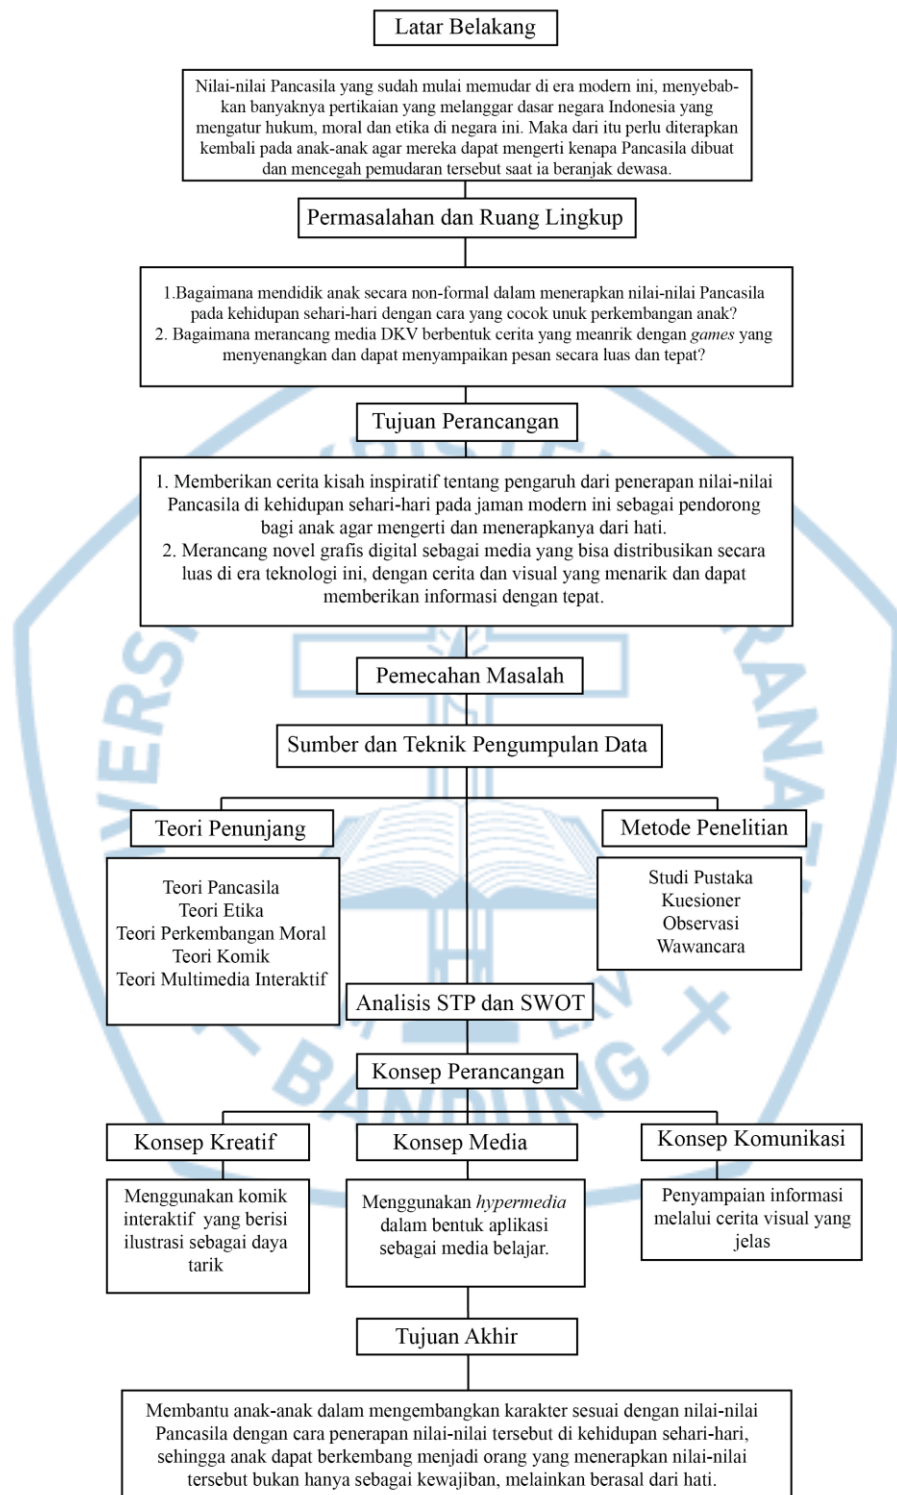 Latar Belakang
Nilai-nilai Pancasila yang sudah mulai memudar di era modern ini, menyebab-
kan banyaknya pertikaian yang melanggar dasar negara Indonesia yang
mengatur hukum, moral dan etika di negara ini. Maka dari itu perlu diterapkan
kembali pada anak-anak agar mereka dapat mengerti kenapa Pancasila dibuat
dan mencegah pemudaran tersebut saat ia beranjak dewasa.
Permasalahan dan Ruang Lingkup
1.Bagaimana mendidik anak secara non-formal dalam menerapkan nilai-nilai Pancasila
pada kehidupan sehari-hari dengan cara yang cocok unuk perkembangan anak?
2. Bagaimana merancang media DKV berbentuk cerita yang meanrik dengan games yang
menyenangkan dan dapat menyampaikan pesan secara luas dan tepat?
Tujuan Perancangan
1. Memberikan cerita kisah inspiratif tentang pengaruh dari penerapan nilai-nilai
Pancasila di kehidupan sehari-hari pada jaman modern ini sebagai pendorong
bagi anak agar mengerti dan menerapkanya dari hati.
2. Merancang novel grafis digital sebagai media yang bisa distribusikan secara
luas di era teknologi ini, dengan cerita dan visual yang menarik dan dapat
memberikan informasi dengan tepat.
Pemecahan Masalah
Sumber dan Teknik Pengumpulan Data
Teori Penunjang
Teori Pancasila
Teori Etika
Teori Perkembangan Moral
Teori Komik
Teori Multimedia Interaktif
Metode Penelitian
Studi Pustaka
Kuesioner
Observasi
Wawancara
Analisis STP dan SWOT
Konsep Perancangan
Konsep Kreatif
Menggunakan komik
interaktif yang berisi
ilustrasi sebagai daya
tarik
Konsep Media
Menggunakan hypermedia
dalam bentuk aplikasi
sebagai media belajar.
Konsep Komunikasi
Penyampaian informasi
melalui cerita visual yang
jelas
Tujuan Akhir
Membantu anak-anak dalam mengembangkan karakter sesuai dengan nilai-nilai
Pancasila dengan cara penerapan nilai-nilai tersebut di kehidupan sehari-hari,
sehingga anak dapat berkembang menjadi orang yang menerapkan nilai-nilai
tersebut bukan hanya sebagai kewajiban, melainkan berasal dari hati.
BANDUNG